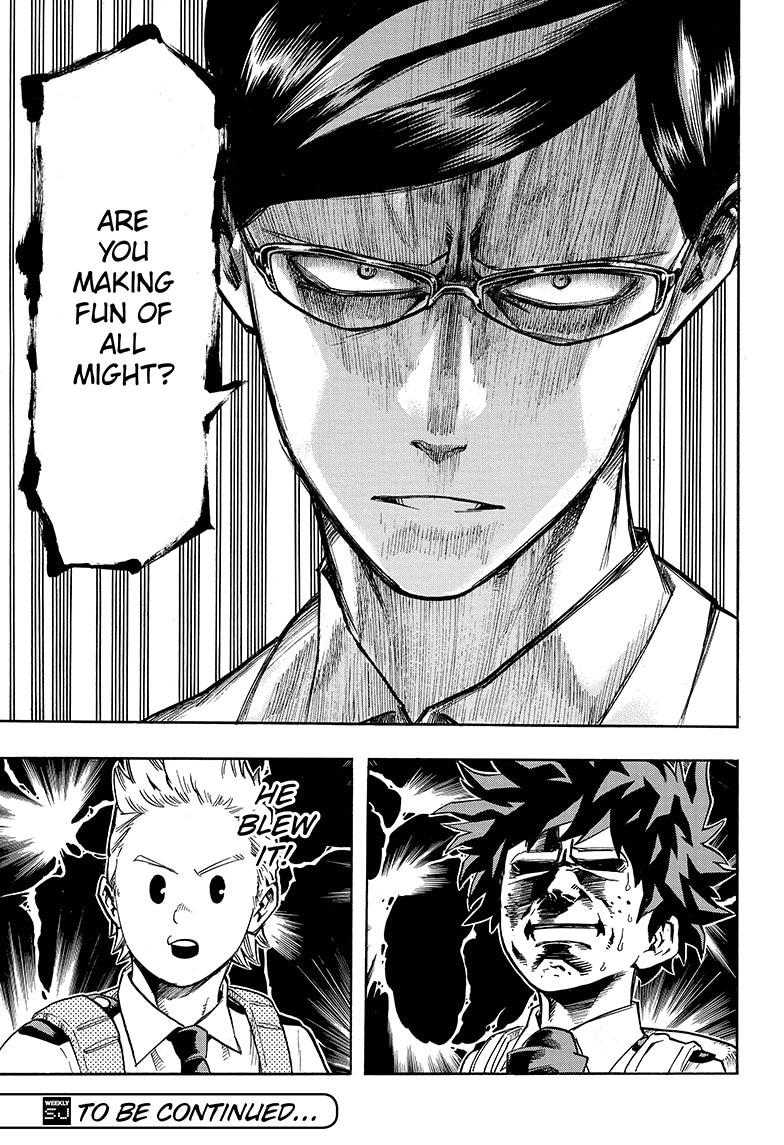 ARE
YOU
MAKING
FUN OF
ALL
MIGHT?
HE
BLEW
IT!
WEEKLY
SJ
TO BE CONTINUED...